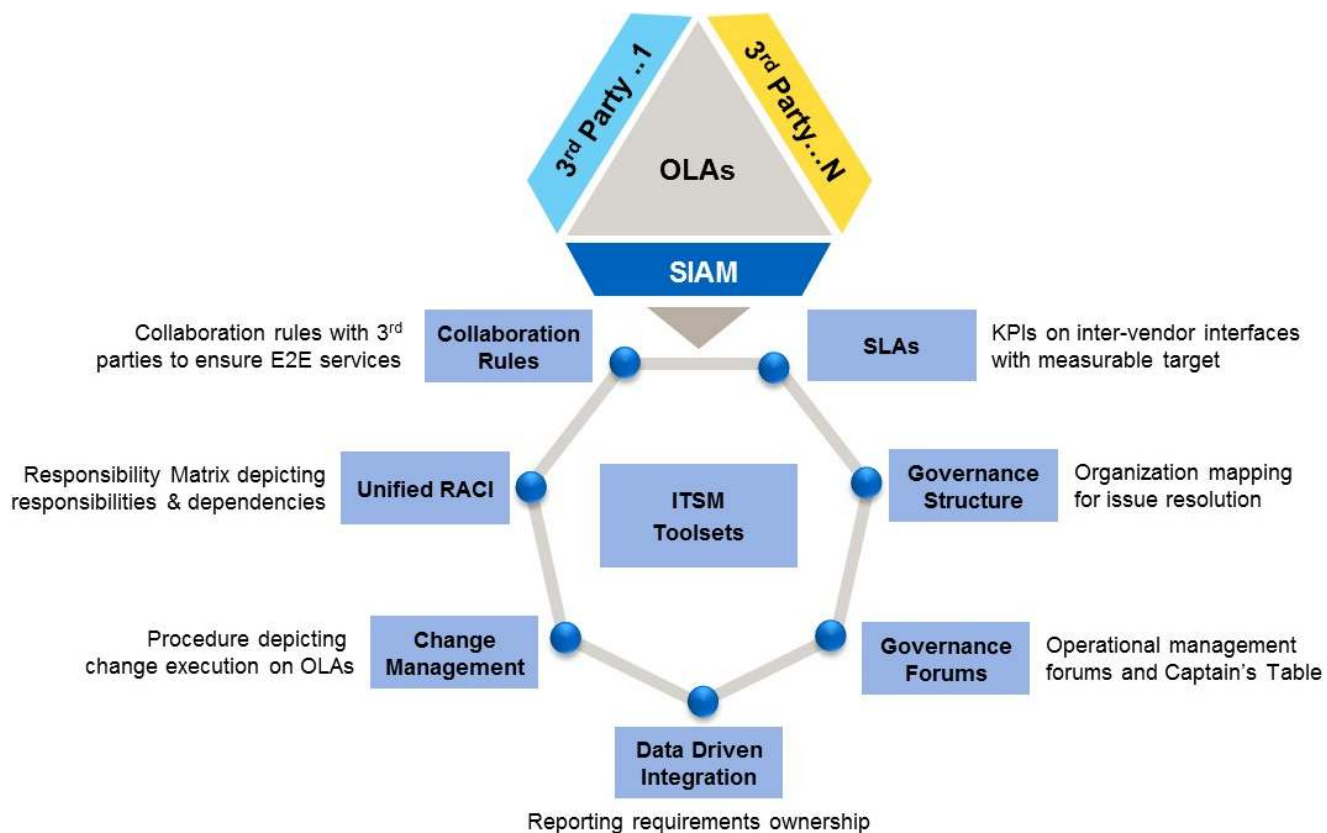 3rd Party ..1
3rd Party...N
OLAs
SIAM
Collaboration rules with 3rd
parties to ensure E2E services
Collaboration
Rules
SLAs
KPIs on inter-vendor interfaces
with measurable target
Responsibility Matrix depicting
responsibilities & dependencies
Unified RACI
ITSM
Toolsets
Governance
Structure
Organization mapping
for issue resolution
Procedure depicting
change execution on OLAs
Change
Management
Governance
Forums
Operational management
forums and Captain's Table
Data Driven
Integration
Reporting requirements ownership